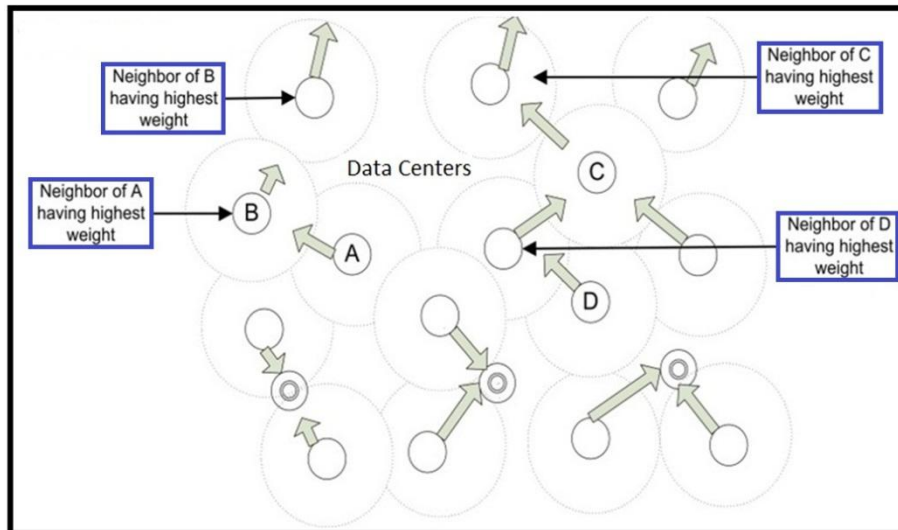 Neighbor of B
having highest
weight
Neighbor of C
having highest
weight
Data Centers
C
Neighbor of A
having highest
weight
B
A
Neighbor of D
having highest
weight
D